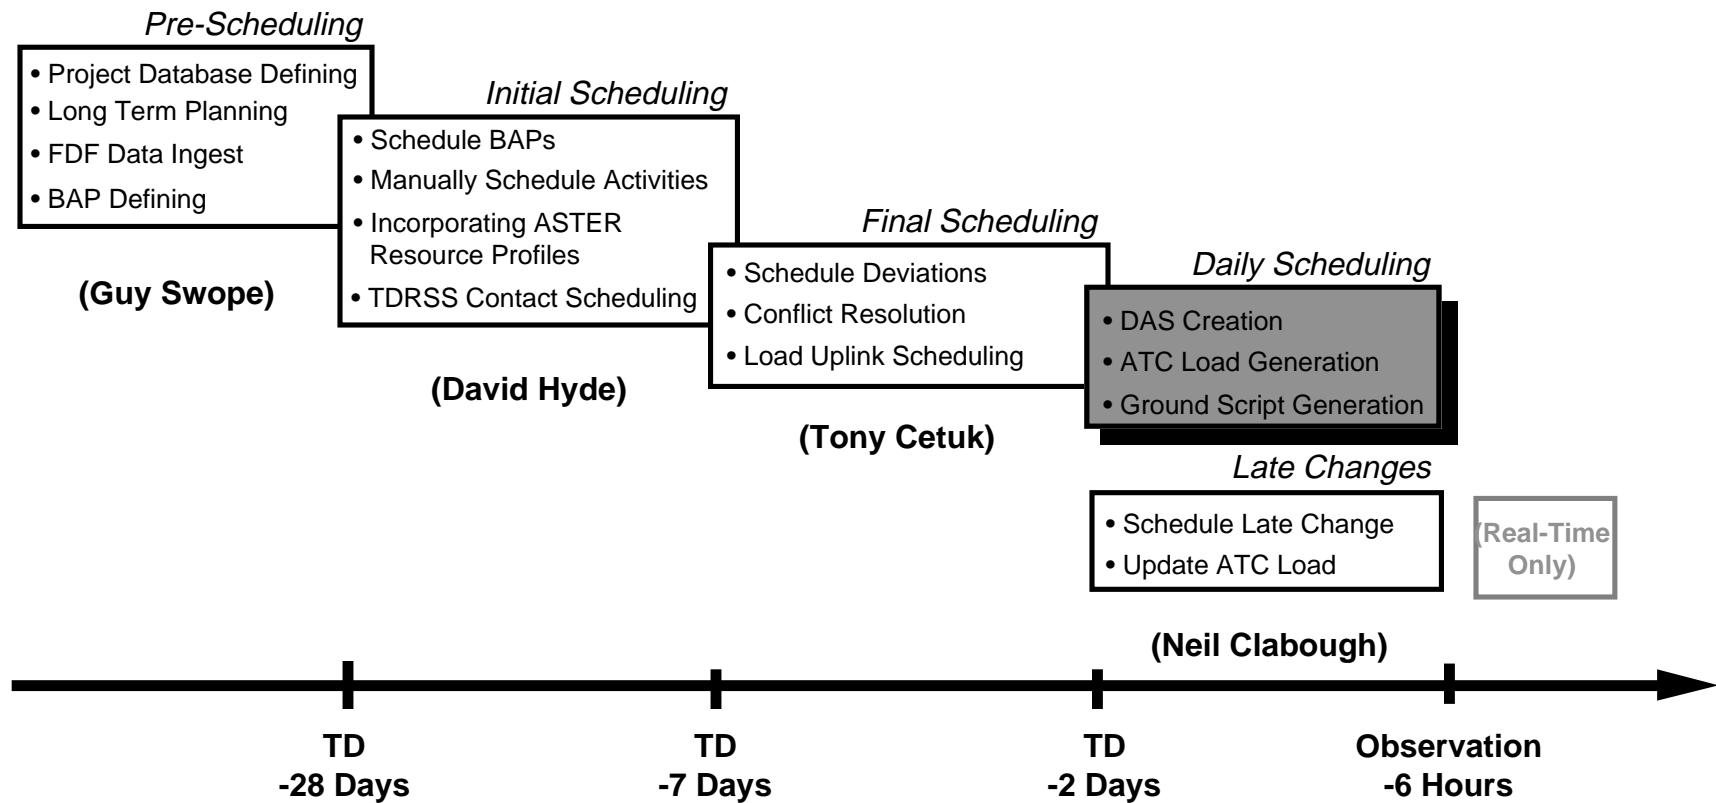 Pre-Scheduling
• Project Database Defining
• Long Term Planning
• FDF Data Ingest
• BAP Defining
(Guy Swope)
Initial Scheduling
• Schedule BAPs
• Manually Schedule Activities
• Incorporating ASTER
Resource Profiles
• TDRSS Contact Scheduling
(David Hyde)
Final Scheduling
• Schedule Deviations
• Conflict Resolution
• Load Uplink Scheduling
(Tony Cetuk)
Daily Scheduling
• DAS Creation
• ATC Load Generation
• Ground Script Generation
Late Changes
• Schedule Late Change
• Update ATC Load
(Real-Time
Only)
(Neil Clabough)
TD
-28 Days
TD
-7 Days
TD
-2 Days
Observation
-6 Hours